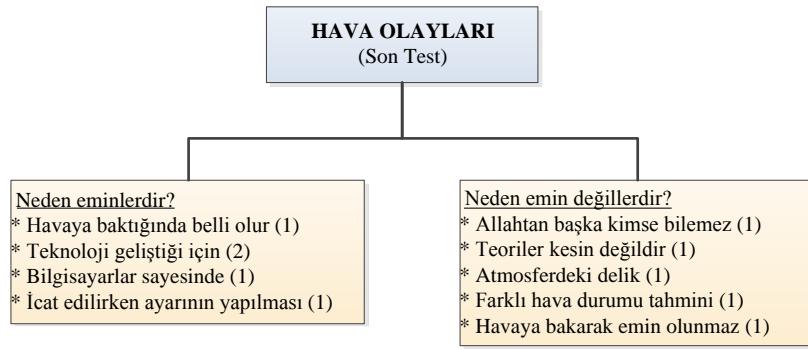 HAVA OLAYLARI
(Son Test)
Neden eminlerdir?
* Havaya baktığında belli olur (1)
* Teknoloji geliştiği için (2)
* Bilgisayarlar sayesinde (1)
* İcat edilirken ayarının yapılması (1)
Neden emin değillerdir?
* Allahtan başka kimse bilemez (1)
* Teoriler kesin değildir (1)
* Atmosferdeki delik (1)
* Farklı hava durumu tahmini (1)
* Havaya bakarak emin olunmaz (1)